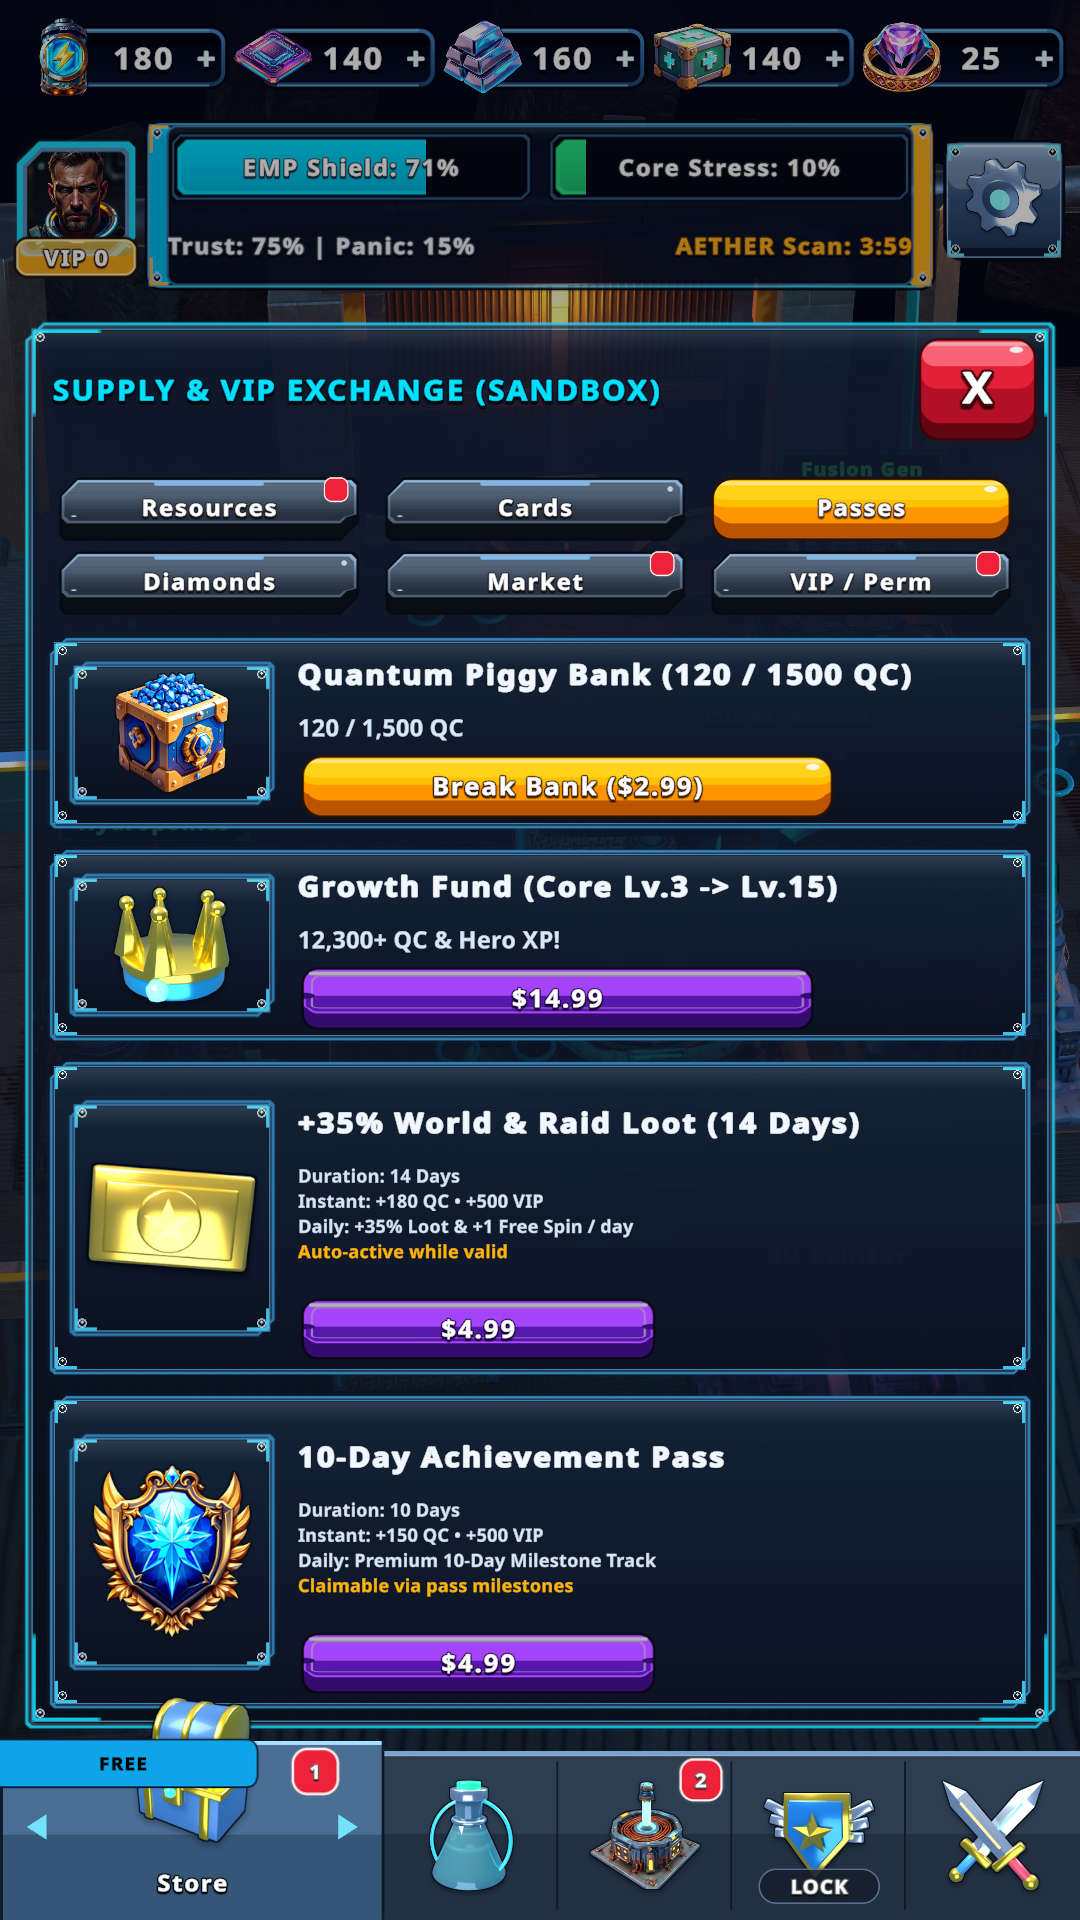 180 +
140 +
160 +
140 +
25 +
EMP Shield: 71%
Core Stress: 10%
VIP 0
Trust: 75% | Panic: 15%
AETHER Scan: 3:59
SUPPLY & VIP EXCHANGE (SANDBOX)
X
Fusion Gen
Resources
Cards
Passes
Diamonds
Market
VIP / Perm
Quantum Piggy Bank (120 / 1500 QC)
120 / 1,500 QC
Break Bank ($2.99)
Growth Fund (Core Lv.3 -> Lv.15)
12,300+ QC & Hero XP!
$14.99
+35% World & Raid Loot (14 Days)
Duration: 14 Days
Instant: +180 QC • +500 VIP
Daily: +35% Loot & +1 Free Spin / day
Auto-active while valid
$4.99
10-Day Achievement Pass
Duration: 10 Days
Instant: +150 QC • +500 VIP
Daily: Premium 10-Day Milestone Track
Claimable via pass milestones
$4.99
FREE
1
2
Store
LOCK